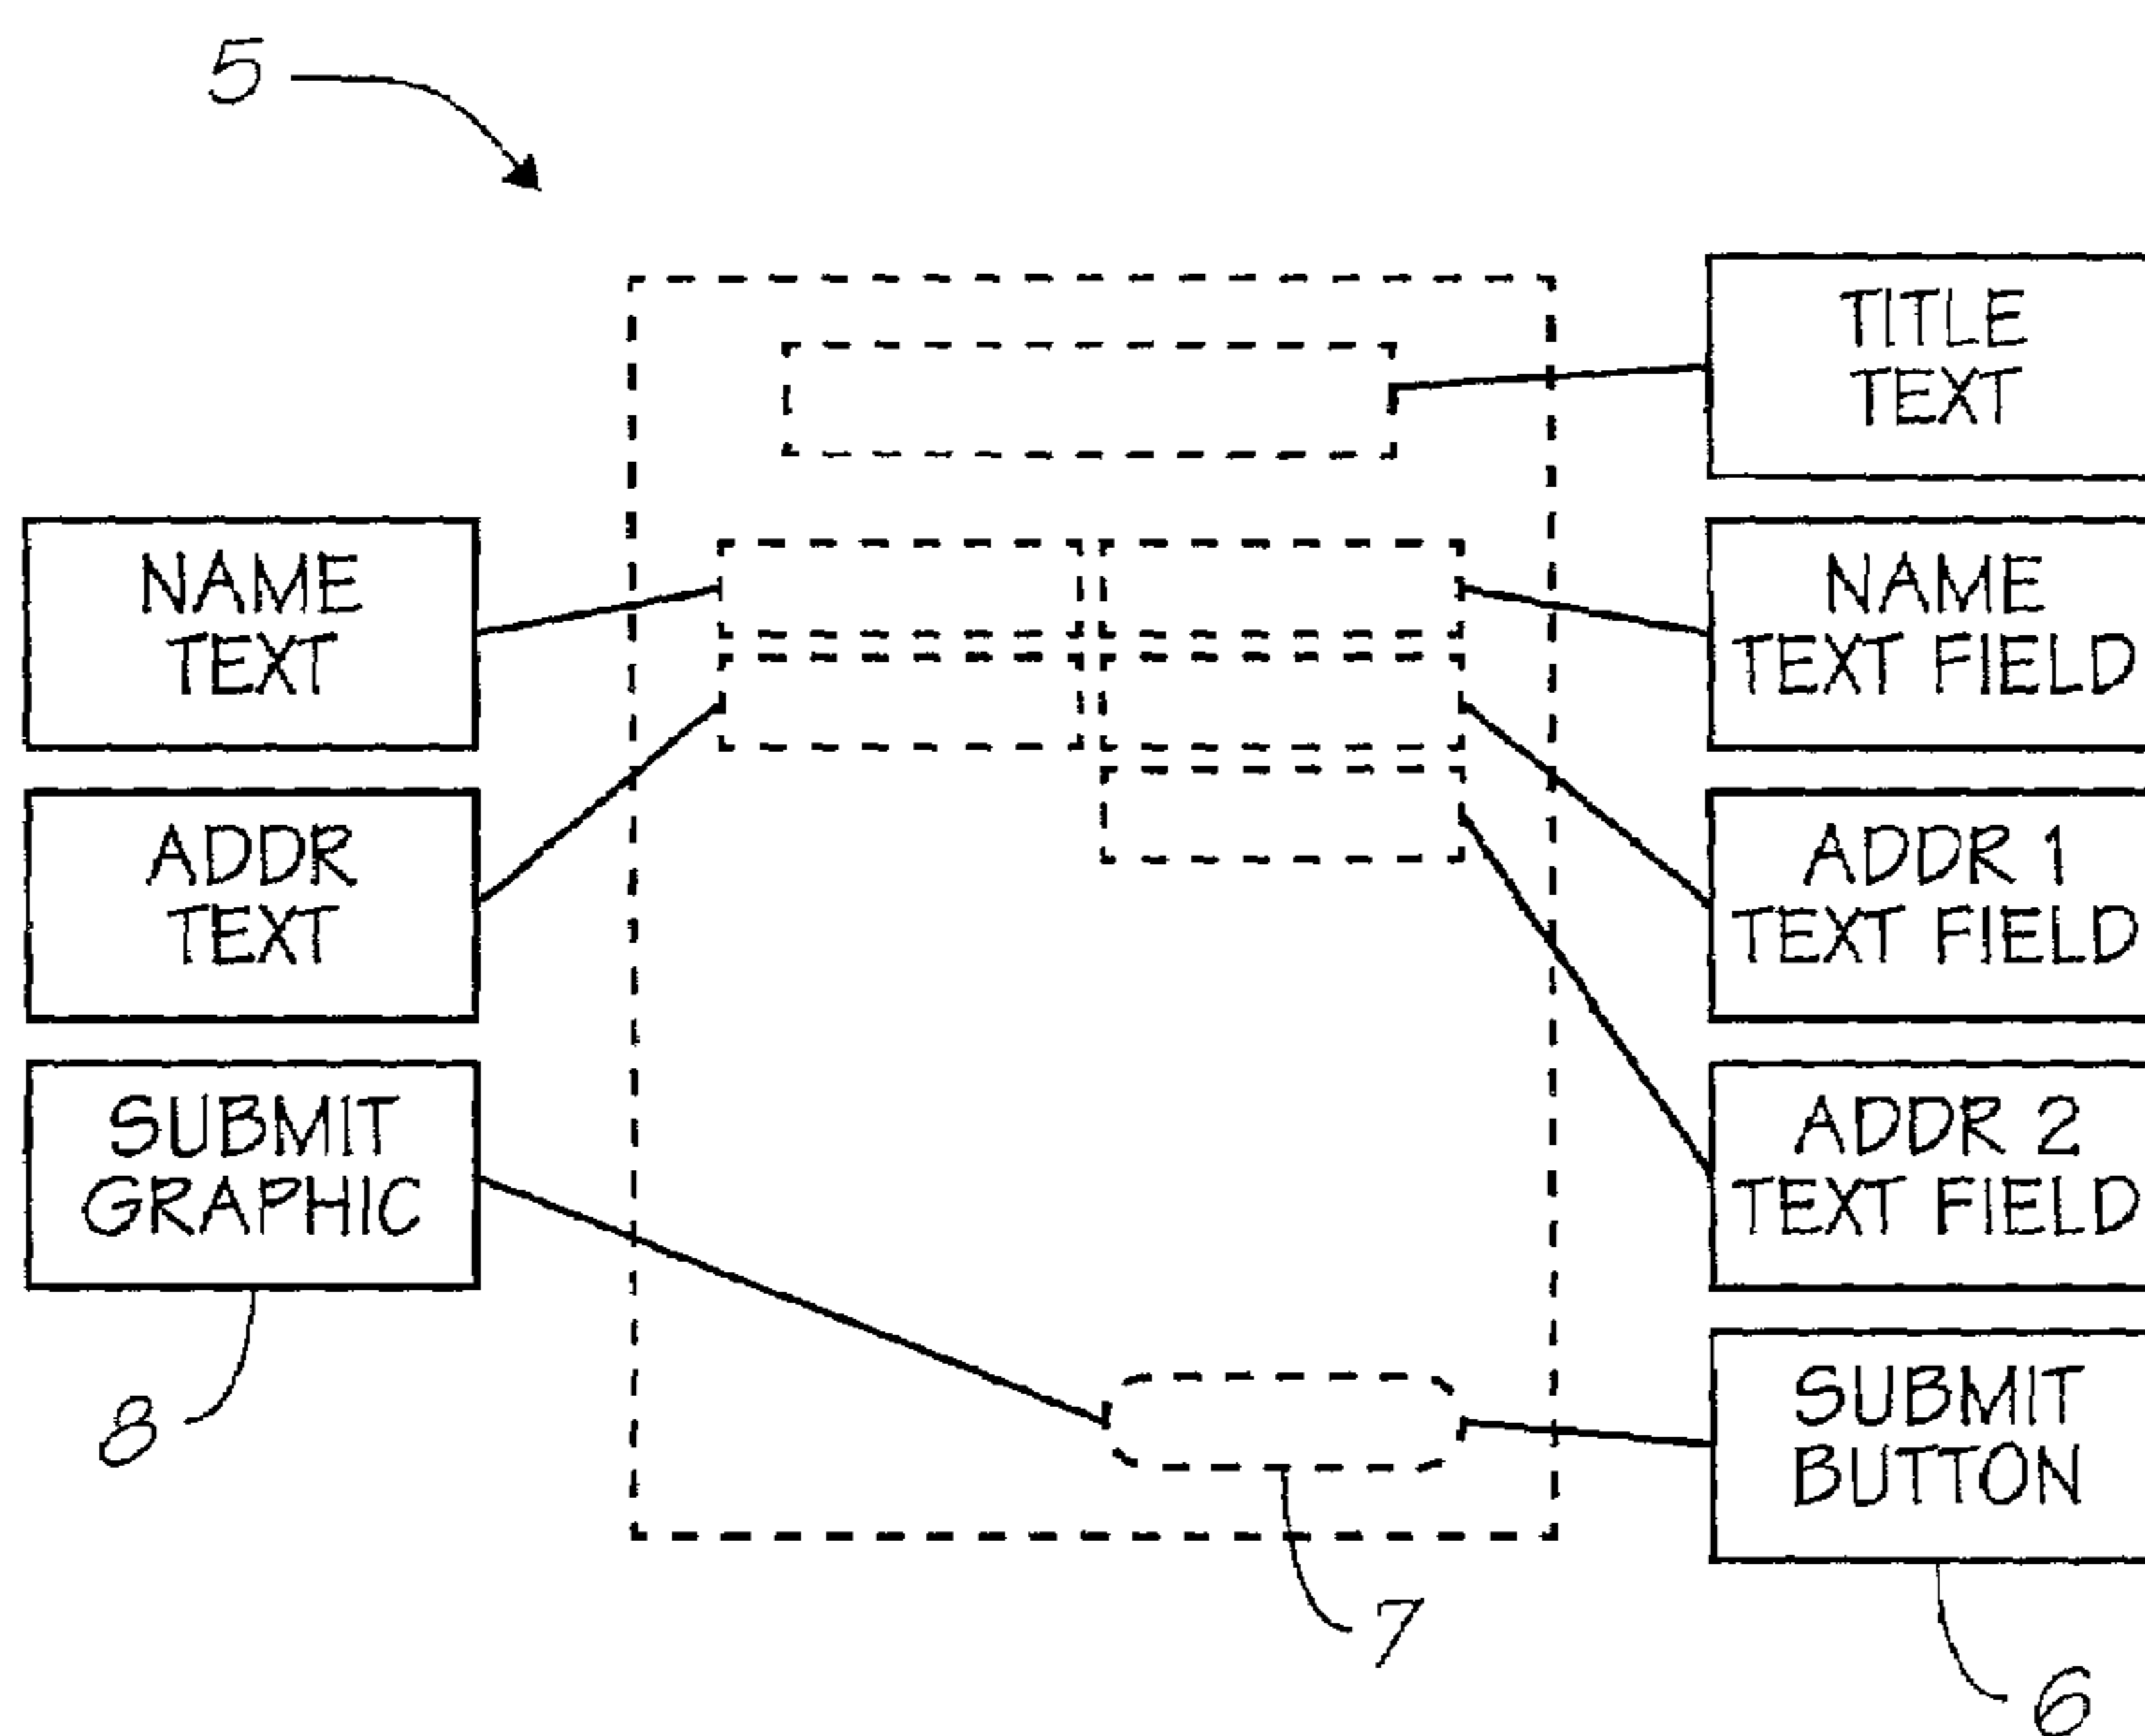 5
TITLE
TEXT
NAME
TEXT
NAME
TEXT FIELD
ADDR
TEXT
ADDR 1
TEXT FIELD
SUBMIT
GRAPHIC
ADDR 2
TEXT FIELD
SUBMIT
BUTTON
8
7
6